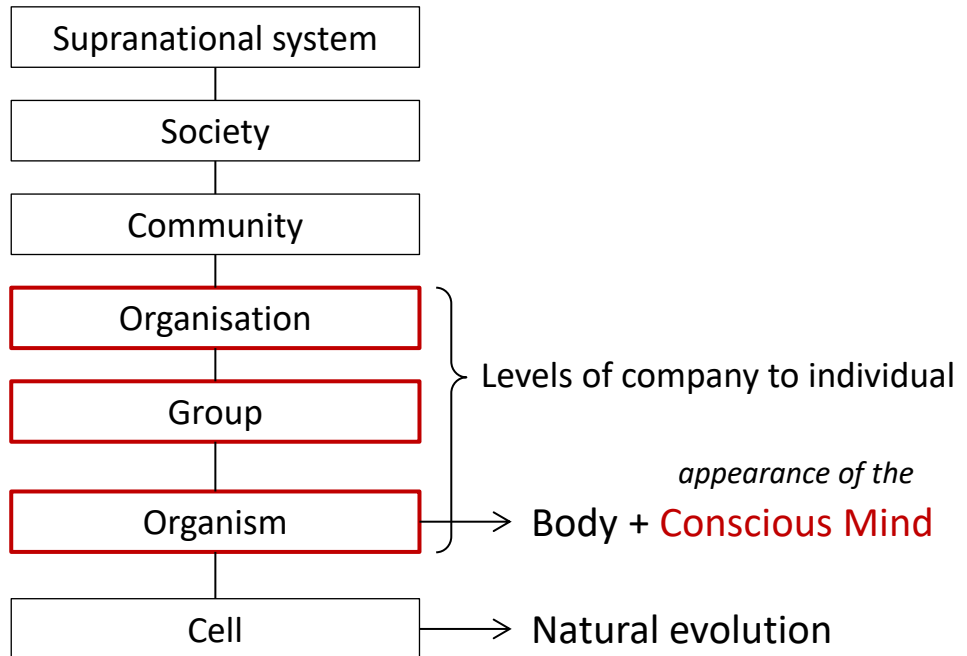 Supranational system
Society
Community
Organisation
Levels of company to individual
Group
appearance of the
Organism
Body + Conscious Mind
Cell
Natural evolution